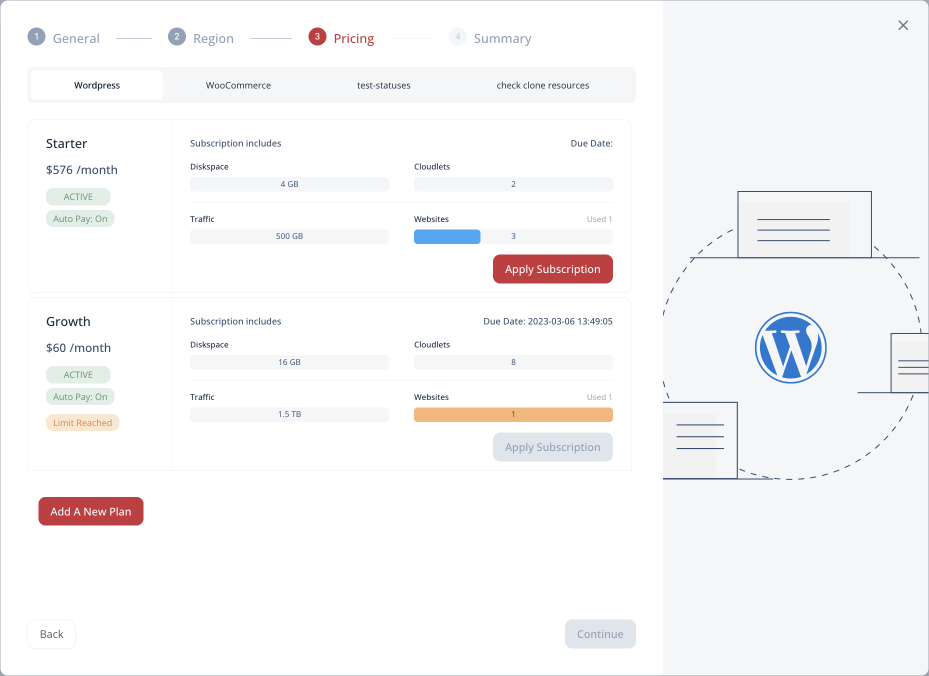 1 General 2 Region 3 Pricing 4 Summary
Wordpress WooCommerce test-statuses check clone resources
Starter
$576 /month
ACTIVE
Auto Pay: On
Subscription includes Due Date:
Diskspace Cloudlets
4 GB 2
Traffic Websites Used 1
500 GB 3
Apply Subscription
Growth
$60 /month
ACTIVE
Auto Pay: On
Limit Reached
Subscription includes Due Date: 2023-03-06 13:49:05
Diskspace Cloudlets
16 GB 8
Traffic Websites Used 1
1.5 TB 1
Apply Subscription
Add A New Plan
Back Continue